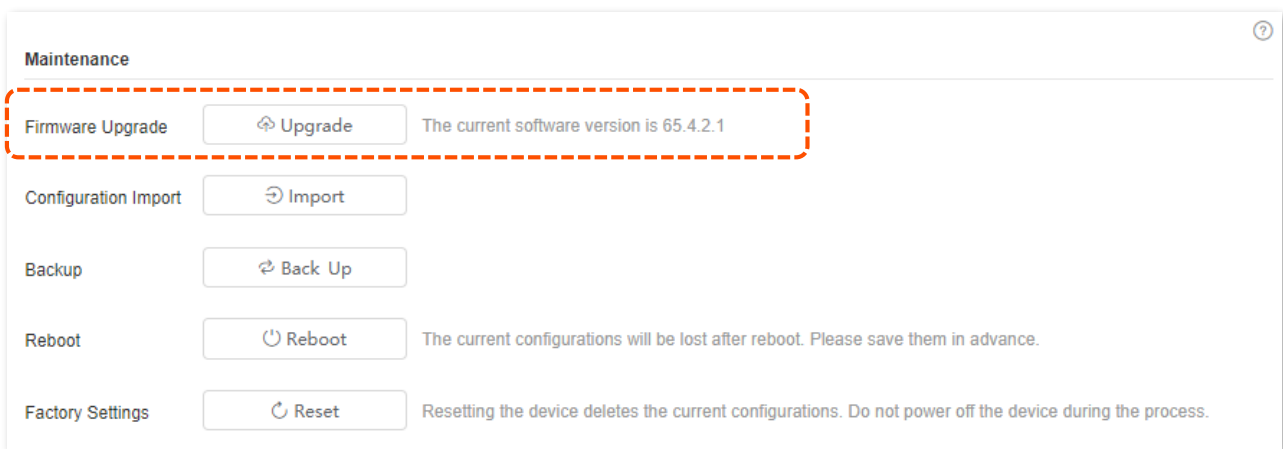 ?
Maintenance
Firmware Upgrade Upgrade The current software version is 65.4.2.1
Configuration Import Import
Backup Back Up
Reboot Reboot The current configurations will be lost after reboot. Please save them in advance.
Factory Settings Reset Resetting the device deletes the current configurations. Do not power off the device during the process.